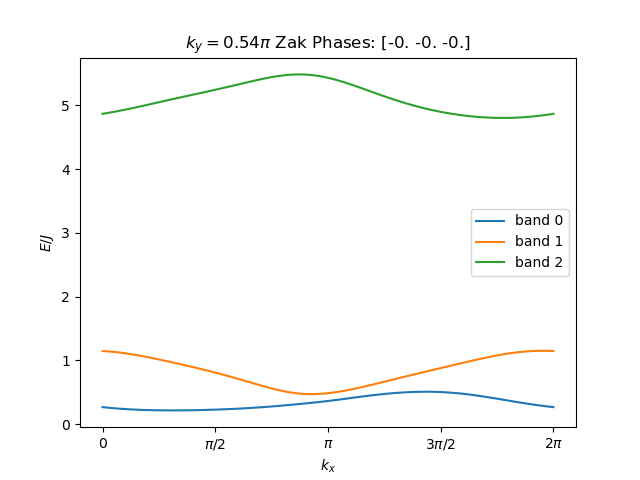 $k_y = 0.54\pi$ Zak Phases: [-0. -0. -0.]
E/J
5
4
3
2
1
0
band 0
band 1
band 2
0 π/2 π 3π/2 2π
$k_x$